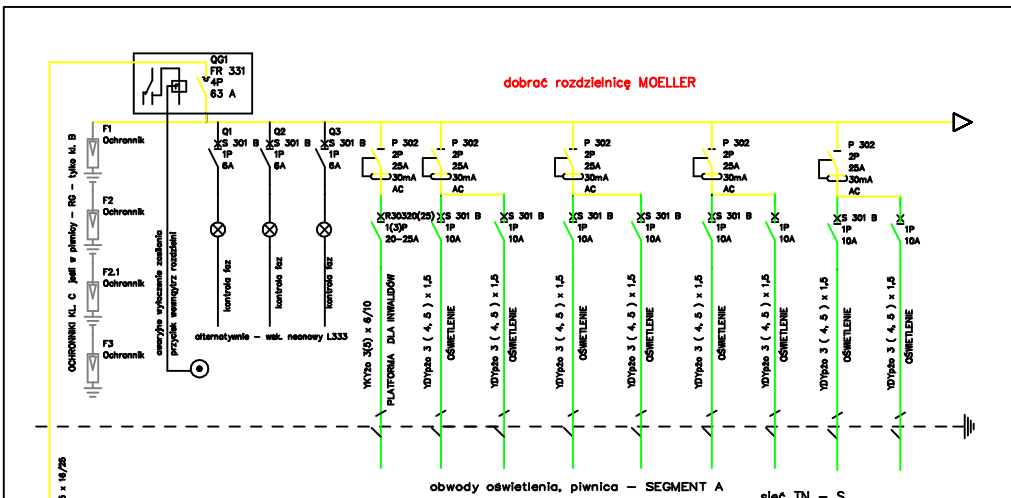 QG1
FR 331
4P
63 A
dobrać rozdzielnicę MOELLER
F1
Ochronnik
F2
Ochronnik
F2.1
Ochronnik
F3
Ochronnik
OCHRONNIKI KL. C jeśli w piwnicy - RG - tylko kl. B
awaryjne wyłączenie zasilania
przycisk wewnątrz rozdzielni
Q1
S 301 B
1P
6A
kontrola faz
Q2
S 301 B
1P
6A
kontrola faz
Q3
S 301 B
1P
6A
kontrola faz
alternatywnie - wsk. neonowy L333
P 302
2P
25A
30mA
AC
P 302
2P
25A
30mA
AC
P 302
2P
25A
30mA
AC
P 302
2P
25A
30mA
AC
P 302
2P
25A
30mA
AC
R30320(25)
1(3)P
20-25A
S 301 B
1P
10A
S 301 B
1P
10A
S 301 B
1P
10A
1P
10A
S 301 B
1P
10A
1P
10A
S 301 B
1P
10A
1P
10A
YKYżo 3(5) x 6/10
PLATFORMA DLA INWALIDÓW
YDYpżo 3 ( 4, 5 ) x 1,5
OŚWIETLENIE
YDYpżo 3 ( 4, 5 ) x 1,5
OŚWIETLENIE
YDYpżo 3 ( 4, 5 ) x 1,5
OŚWIETLENIE
YDYpżo 3 ( 4, 5 ) x 1,5
OŚWIETLENIE
YDYpżo 3 ( 4, 5 ) x 1,5
OŚWIETLENIE
YDYpżo 3 ( 4, 5 ) x 1,5
OŚWIETLENIE
YDYpżo 3 ( 4, 5 ) x 1,5
OŚWIETLENIE
YDYpżo 3 ( 4, 5 ) x 1,5
OŚWIETLENIE
5 x 16/25
obwody oświetlenia, piwnica - SEGMENT A
sieć TN - S